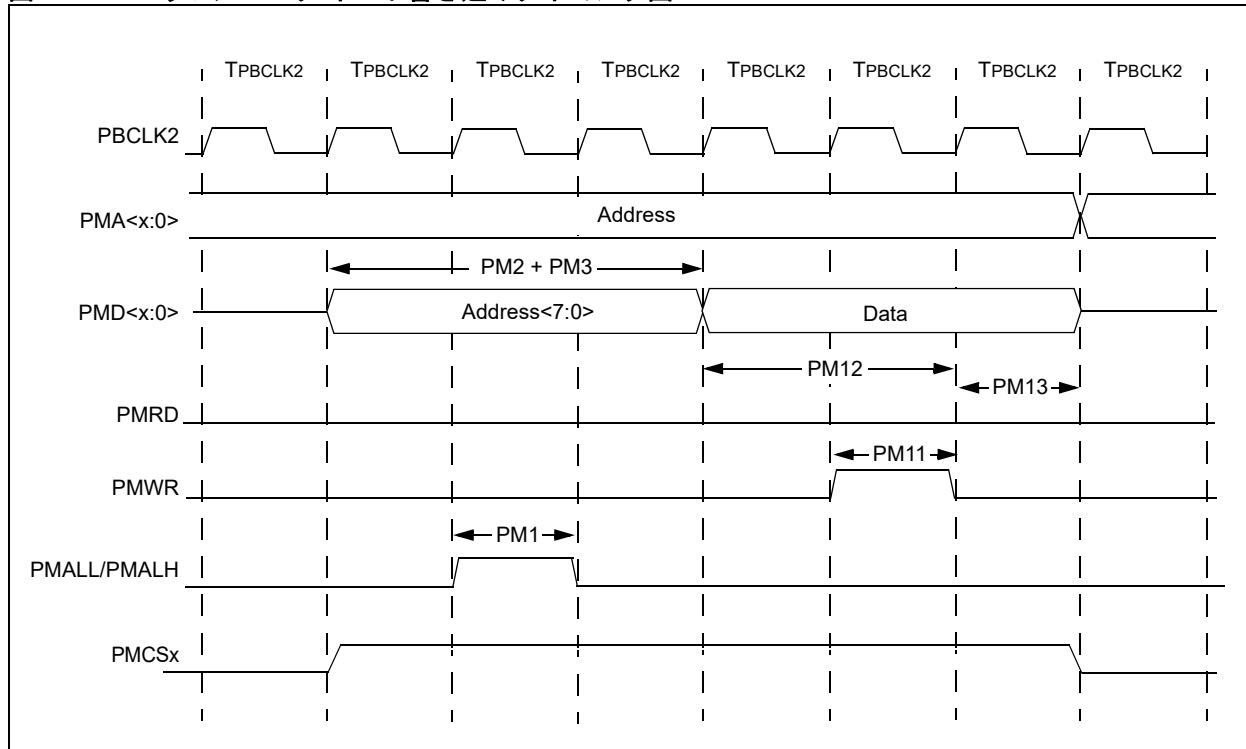 TPBCLK2 TPBCLK2 TPBCLK2 TPBCLK2 TPBCLK2 TPBCLK2 TPBCLK2 TPBCLK2
PBCLK2
PMA<x:0>
Address
PM2 + PM3
PMD<x:0>
Address<7:0>
Data
PM12
PM13
PMRD
PM11
PMWR
PM1
PMALL/PMALH
PMCSx